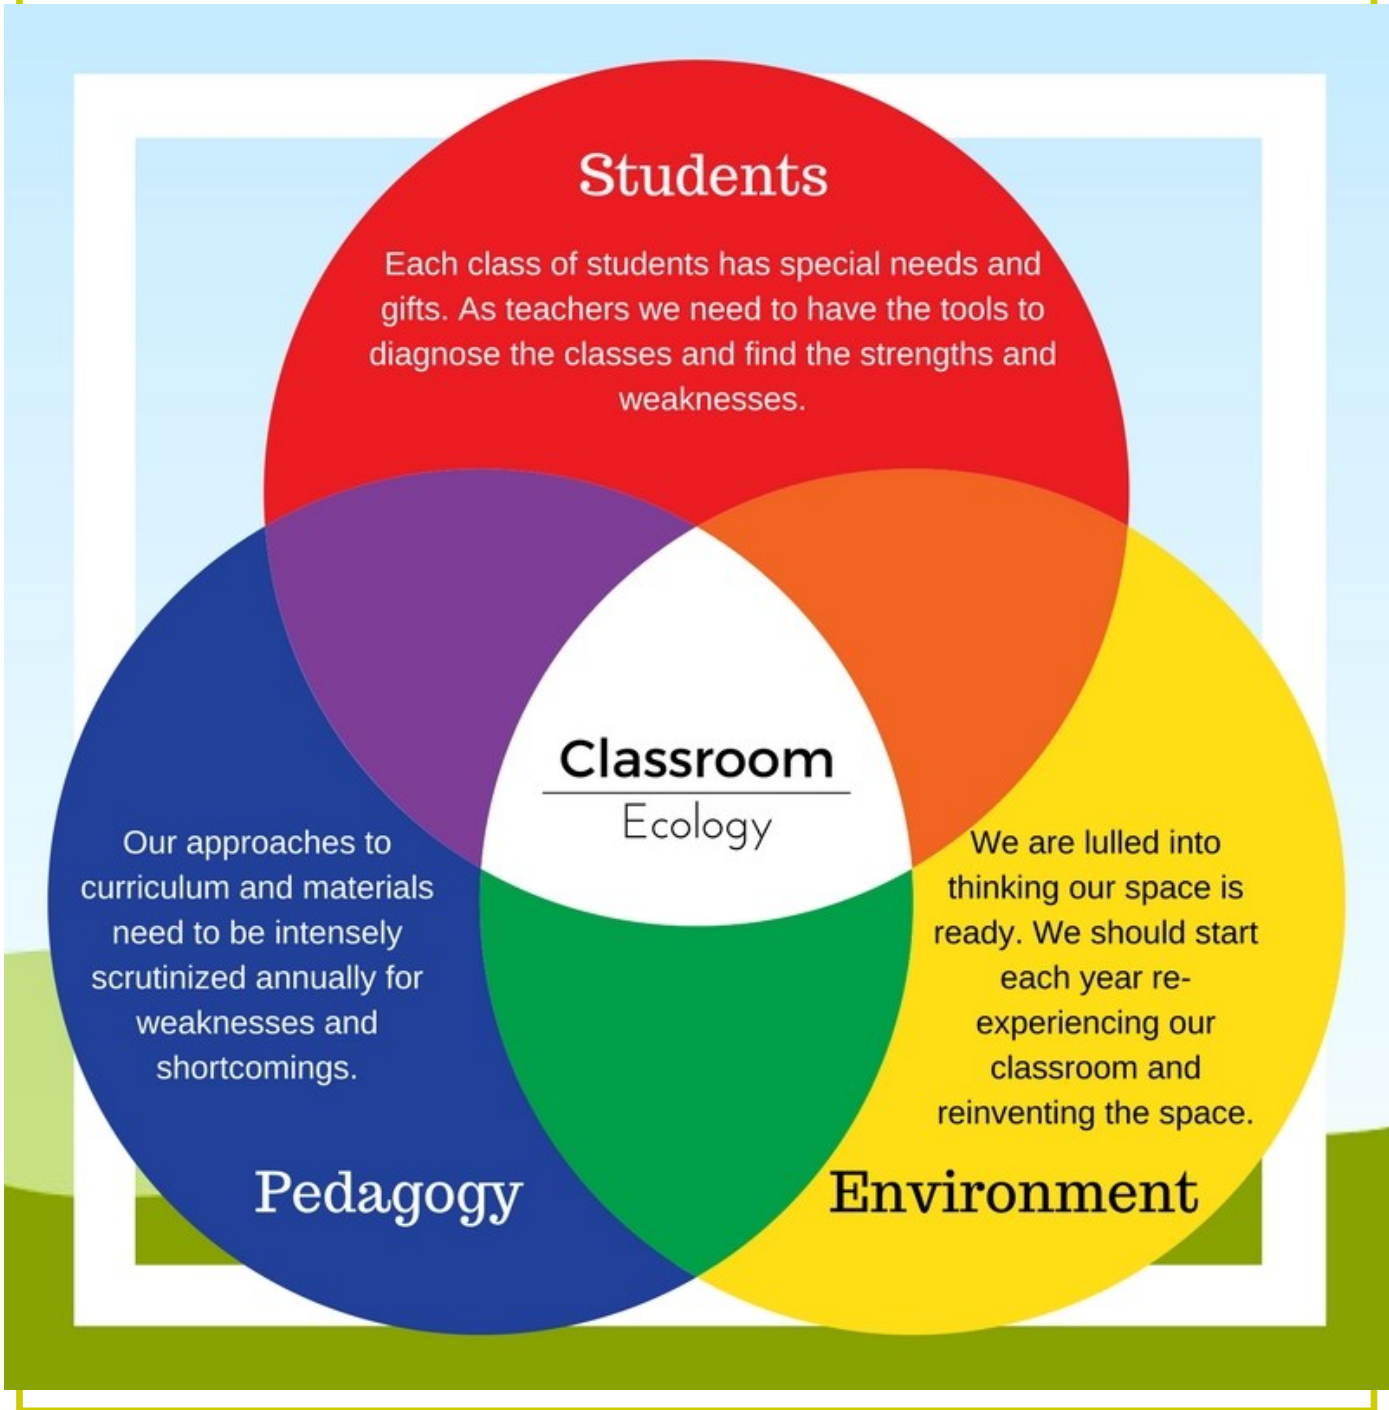 Students
Each class of students has special needs and
gifts. As teachers we need to have the tools to
diagnose the classes and find the strengths and
weaknesses.
Classroom
Ecology
Our approaches to
curriculum and materials
need to be intensely
scrutinized annually for
weaknesses and
shortcomings.
Pedagogy
We are lulled into
thinking our space is
ready. We should start
each year re-
experiencing our
classroom and
reinventing the space.
Environment